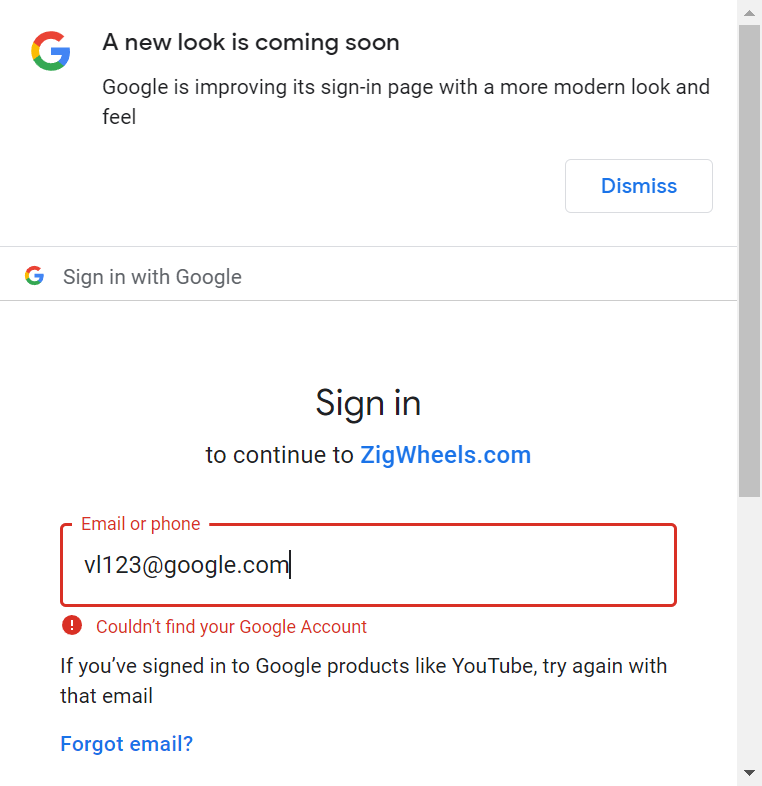 A new look is coming soon
Google is improving its sign-in page with a more modern look and
feel
Dismiss
Sign in with Google
Sign in
to continue to ZigWheels.com
Email or phone
vl123@google.com
Couldn’t find your Google Account
If you’ve signed in to Google products like YouTube, try again with
that email
Forgot email?